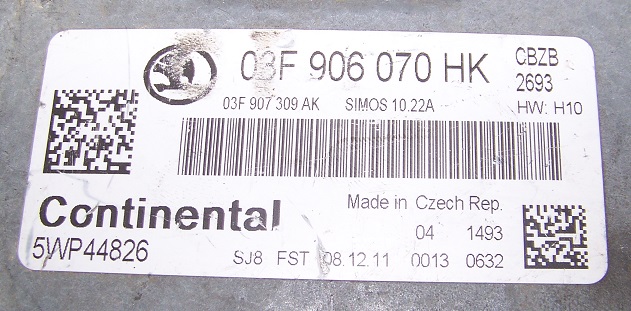 03F 906 070 HK
CBZB
2693
03F 907 309 AK SIMOS 10.22A
HW: H10
Continental
5WP44826
Made in Czech Rep.
04 1493
SJ8 FST 08.12.11 0013 0632